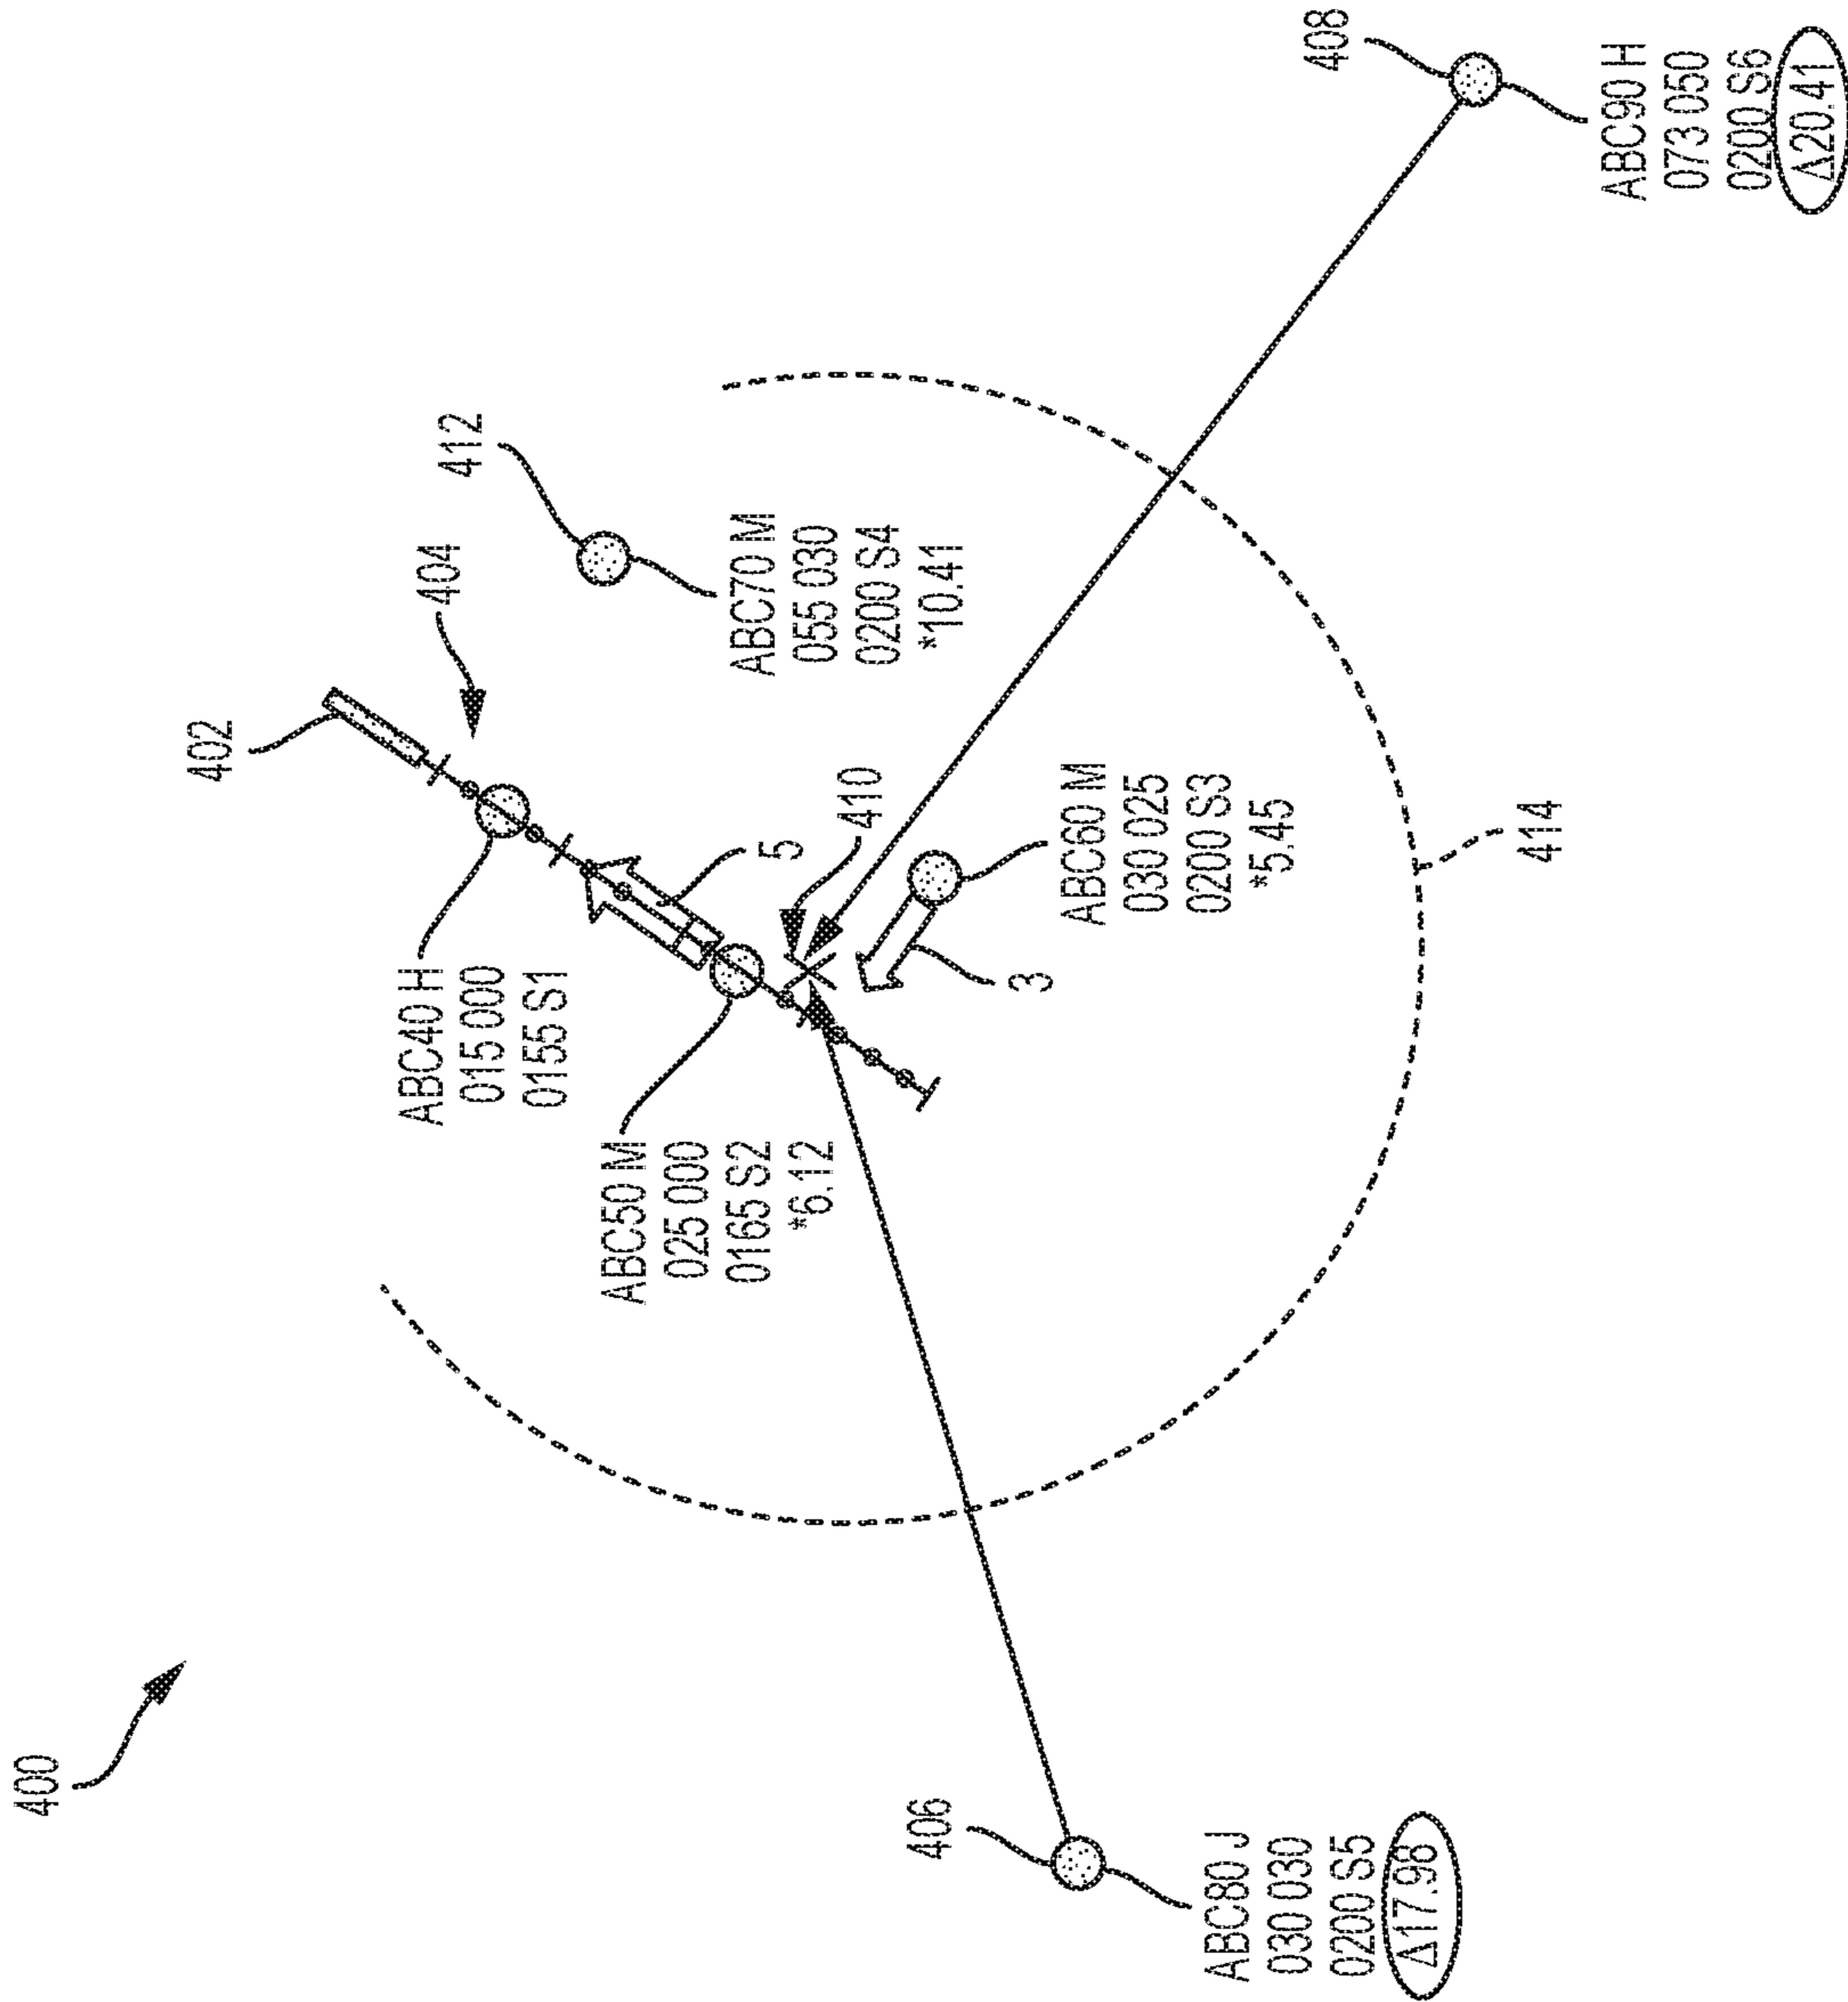 400
402
ABC40 H
015 000
0155 S1
404
412
ABC50 M
025 000
0165 S2
*6.12
ABC70 M
055 030
0200 S4
*10.41
5
410
406
3
ABC60 M
030 025
0200 S3
*5.45
ABC80 J
030 030
0200 S5
Δ17.98
408
414
ABC90 H
073 050
0200 S6
Δ20.41